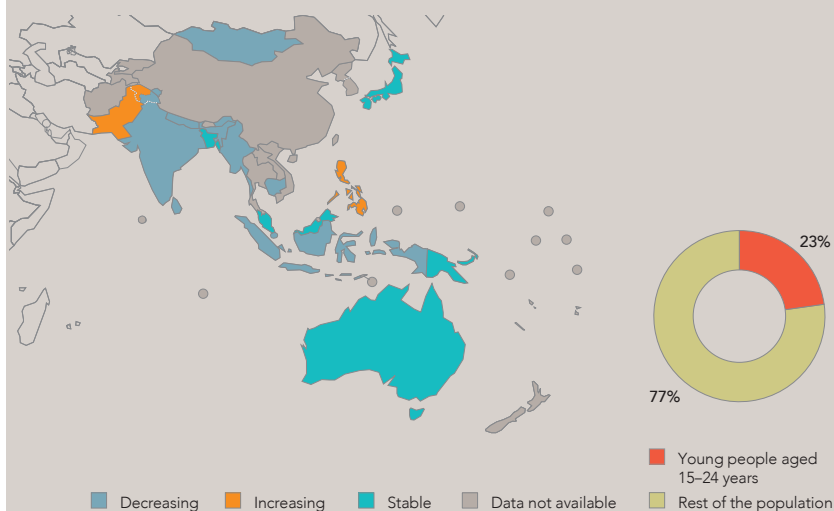 23%
77%
Young people aged
15–24 years
Decreasing
Increasing
Stable
Data not available
Rest of the population